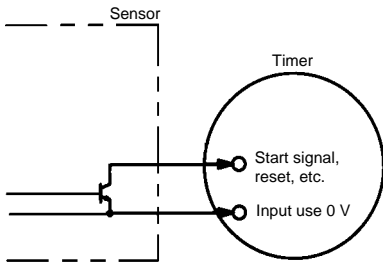 Sensor
Timer
Start signal,
reset, etc.
Input use 0 V